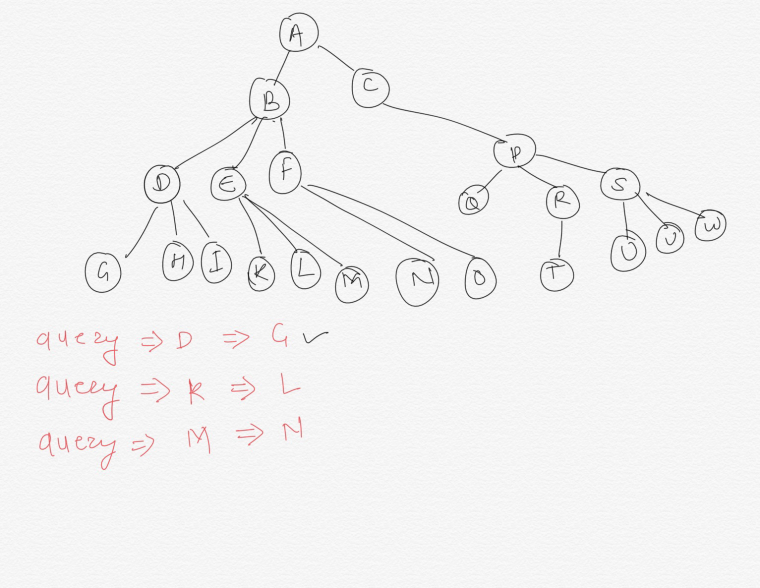 A
B C
D E F P
Q R S
G H I K L M N O T U U W
query ⇒ D ⇒ G ✓
query ⇒ K ⇒ L
query ⇒ M ⇒ N